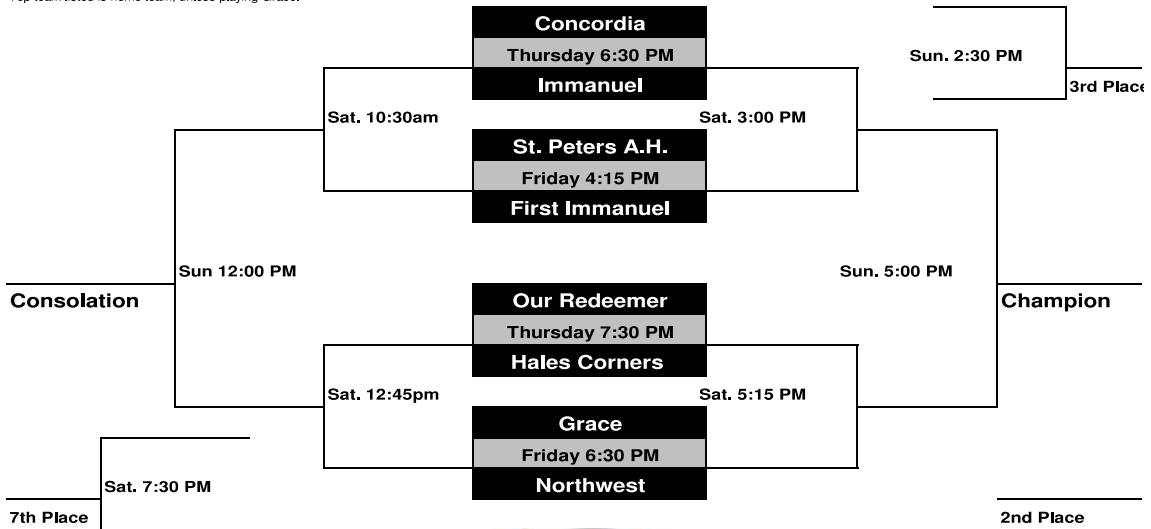 Concordia
Thursday 6:30 PM
Immanuel
Sun. 2:30 PM
3rd Place
Sat. 10:30am
Sat. 3:00 PM
St. Peters A.H.
Friday 4:15 PM
First Immanuel
Sun 12:00 PM
Sun. 5:00 PM
Consolation
Our Redeemer
Champion
Thursday 7:30 PM
Hales Corners
Sat. 12:45pm
Sat. 5:15 PM
Grace
Friday 6:30 PM
Northwest
Sat. 7:30 PM
7th Place
2nd Place